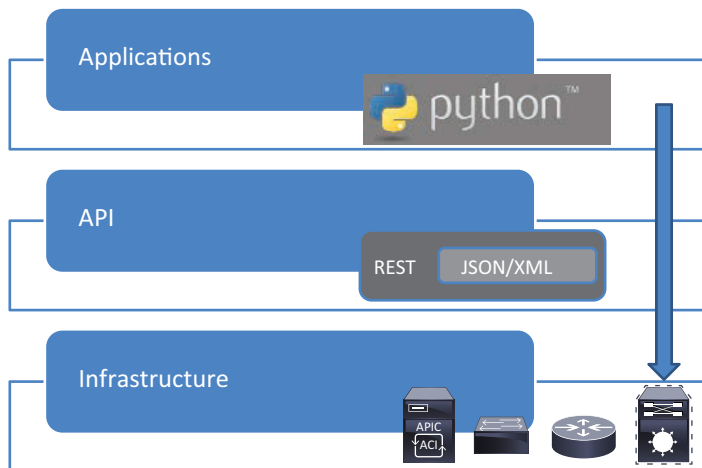 Applications
python™
API
REST
JSON/XML
Infrastructure
APIC
ACI